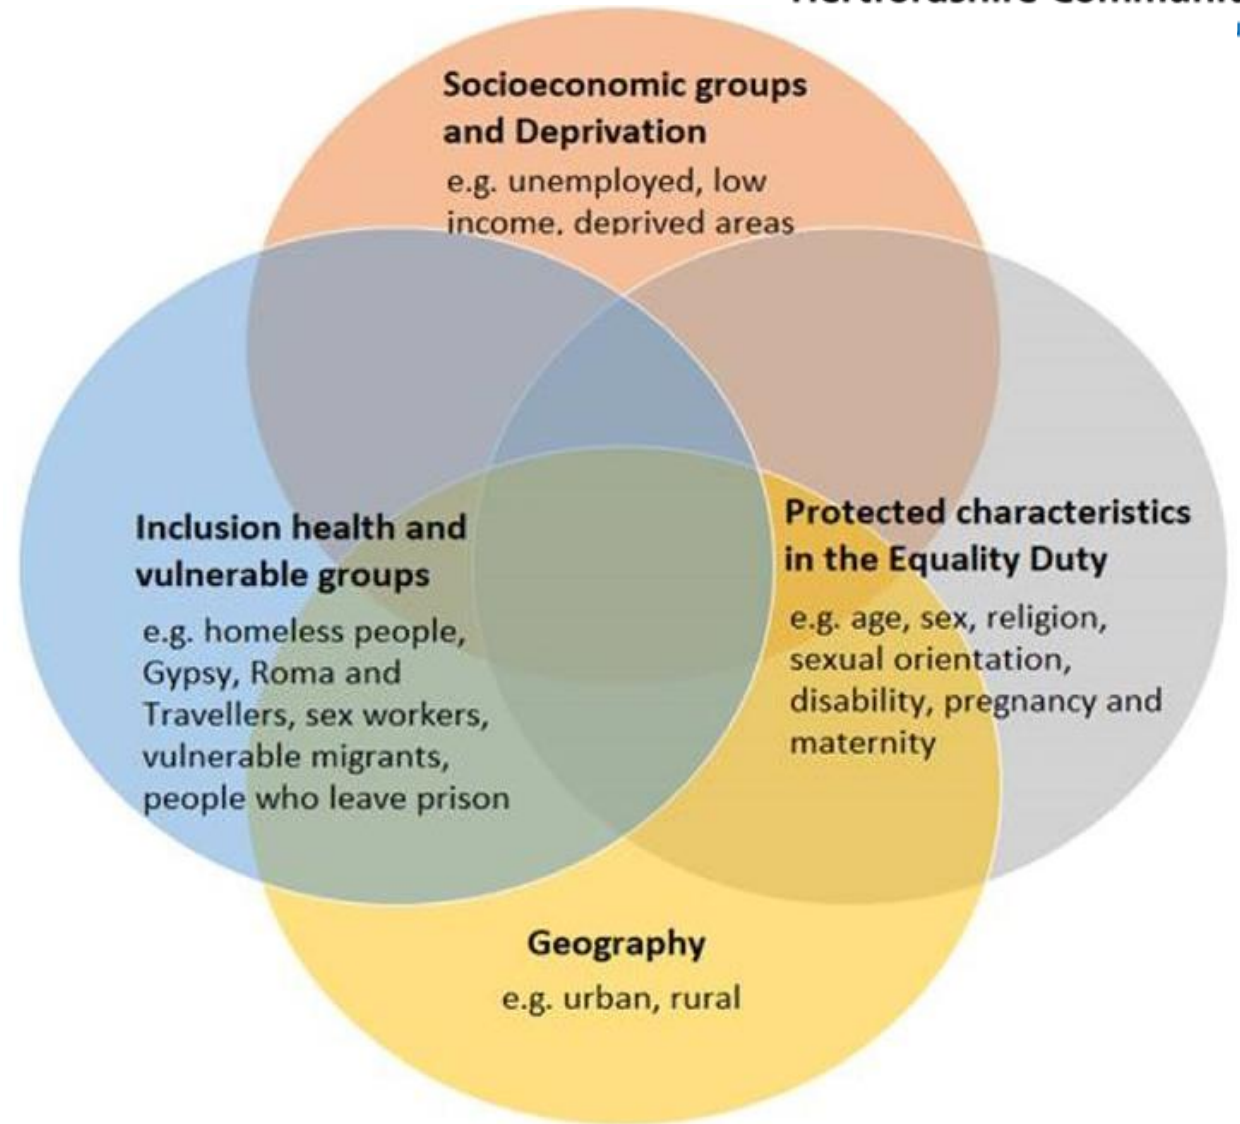 Socioeconomic groups
and Deprivation
e.g. unemployed, low
income, deprived areas
Inclusion health and
vulnerable groups
e.g. homeless people,
Gypsy, Roma and
Travellers, sex workers,
vulnerable migrants,
people who leave prison
Protected characteristics
in the Equality Duty
e.g. age, sex, religion,
sexual orientation,
disability, pregnancy and
maternity
Geography
e.g. urban, rural